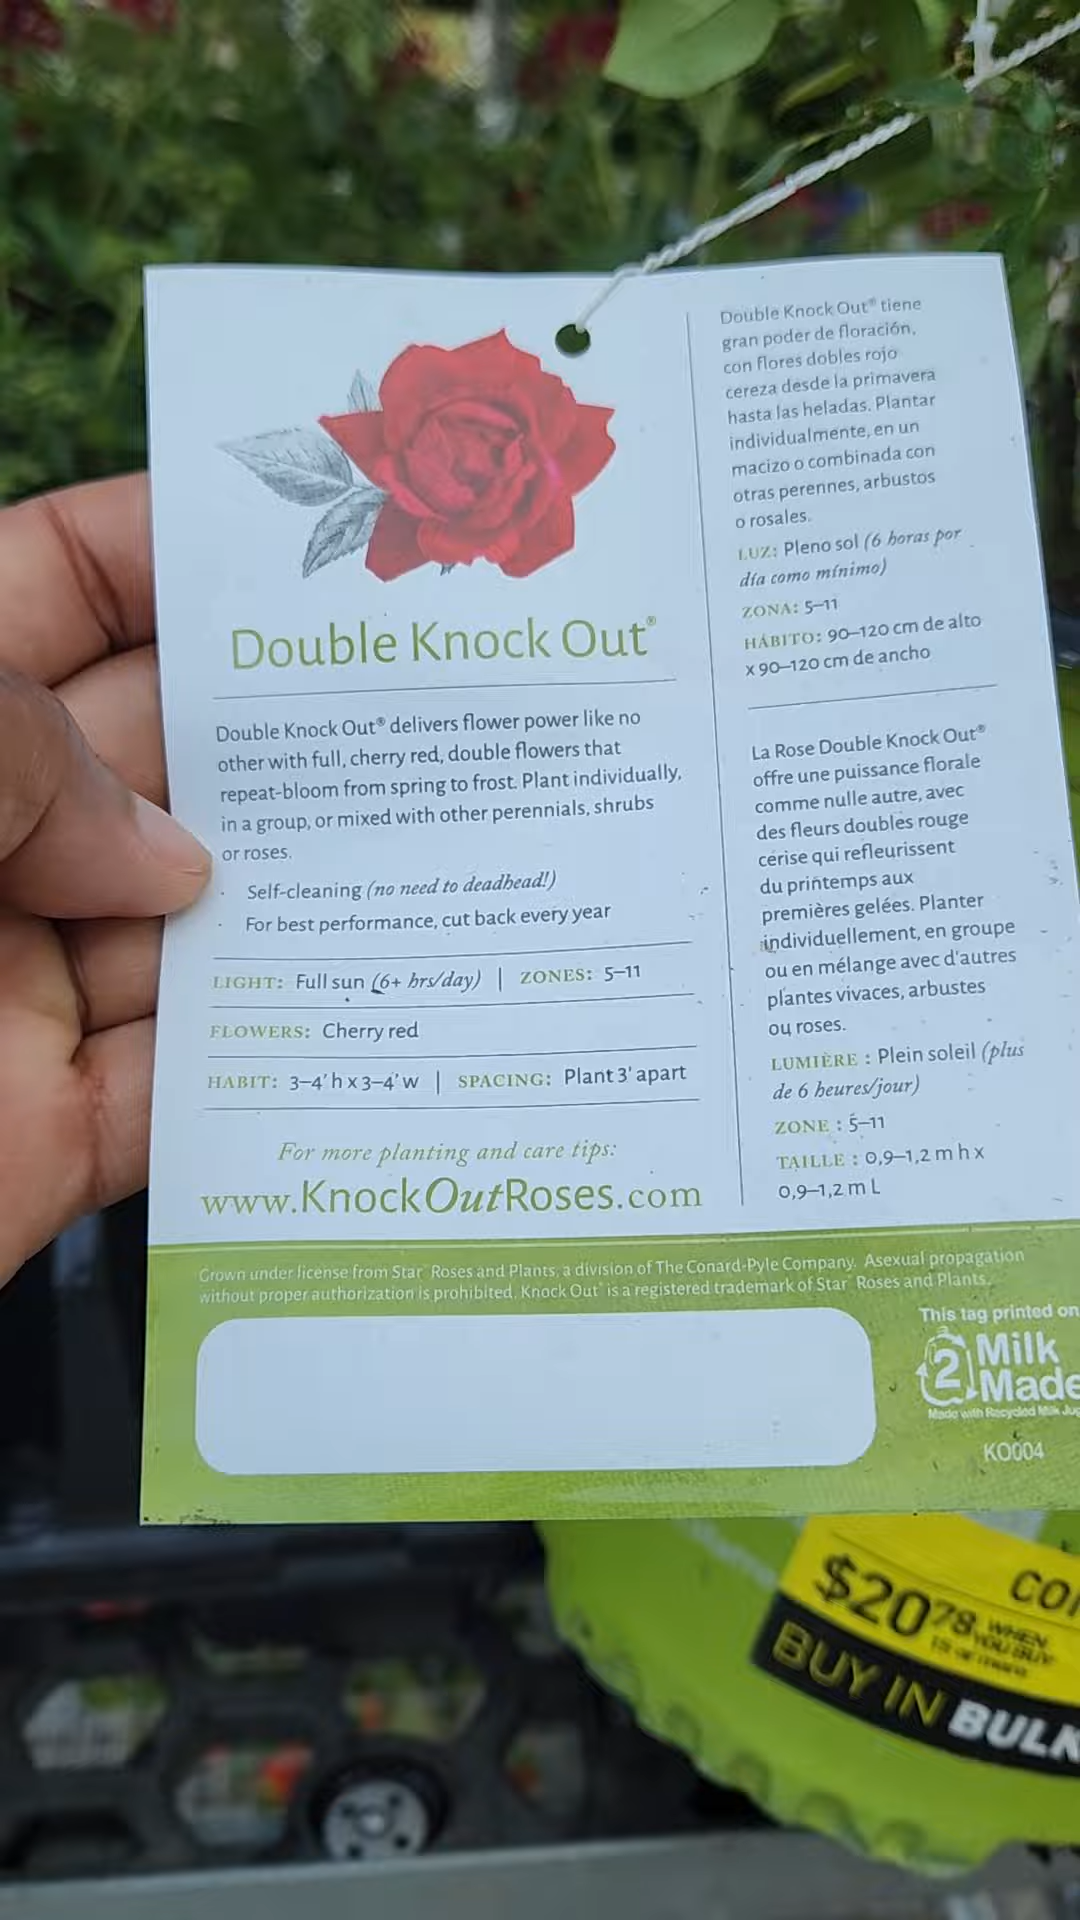 Double Knock Out®
Double Knock Out® delivers flower power like no
other with full, cherry red, double flowers that
repeat-bloom from spring to frost. Plant individually,
in a group, or mixed with other perennials, shrubs
or roses.
· Self-cleaning (no need to deadhead!)
· For best performance, cut back every year
LIGHT: Full sun (6+ hrs/day) | ZONES: 5–11
FLOWERS: Cherry red
HABIT: 3–4' h x 3–4' w | SPACING: Plant 3' apart
For more planting and care tips:
www.KnockOutRoses.com
Double Knock Out® tiene
gran poder de floración,
con flores dobles rojo
cereza desde la primavera
hasta las heladas. Plantar
individualmente, en un
macizo o combinada con
otras perennes, arbustos
o rosales.
LUZ: Pleno sol (6 horas por
día como mínimo)
ZONA: 5–11
HÁBITO: 90–120 cm de alto
x 90–120 cm de ancho
La Rose Double Knock Out®
offre une puissance florale
comme nulle autre, avec
des fleurs doubles rouge
cerise qui refleurissent
du printemps aux
premières gelées. Planter
individuellement, en groupe
ou en mélange avec d'autres
plantes vivaces, arbustes
ou roses.
LUMIÈRE : Plein soleil (plus
de 6 heures/jour)
ZONE : 5–11
TAILLE : 0,9–1,2 m h x
0,9–1,2 m L
Grown under license from Star® Roses and Plants, a division of The Conard-Pyle Company. Asexual propagation
without proper authorization is prohibited. Knock Out® is a registered trademark of Star® Roses and Plants.
This tag printed on
2 Milk
Made
Made with Recycled Milk Jug
KO004
$20.78 WHEN
YOU BUY
BUY IN BULK